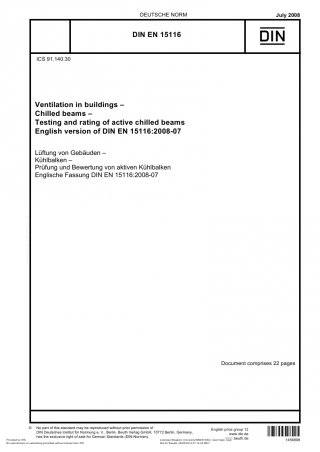 DEUTSCHE NORM
July 2008
DIN EN 15116
DIN
ICS 91.140.30
Ventilation in buildings –
Chilled beams –
Testing and rating of active chilled beams
English version of DIN EN 15116:2008-07
Lüftung von Gebäuden –
Kühlbalken –
Prüfung und Bewertung von aktiven Kühlbalken
Englische Fassung DIN EN 15116:2008-07
Document comprises 22 pages
© No part of this standard may be reproduced without prior permission of
DIN Deutsches Institut für Normung e. V., Berlin. Beuth Verlag GmbH, 10772 Berlin, Germany,
has the exclusive right of sale for German Standards (DIN-Normen).
English price group 12
www.din.de
www.beuth.de